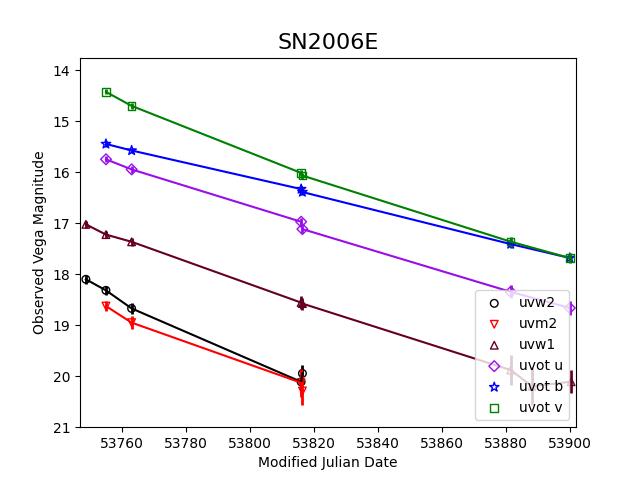 SN2006E
Observed Vega Magnitude
14
15
16
17
18
19
20
21
uvw2
uvm2
uvw1
uvot u
uvot b
uvot v
53760 53780 53800 53820 53840 53860 53880 53900
Modified Julian Date